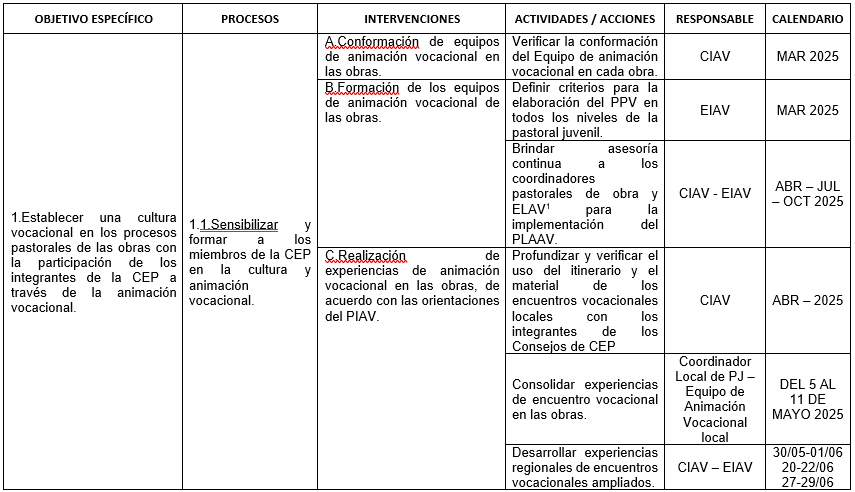 OBJETIVO ESPECÍFICO
PROCESOS
INTERVENCIONES
ACTIVIDADES / ACCIONES
RESPONSABLE
CALENDARIO
1.Establecer una cultura
vocacional en los procesos
pastorales de las obras con
la participación de los
integrantes de la CEP a
través de la animación
vocacional.
1.1.Sensibilizar y
formar a los
miembros de la CEP
en la cultura y
animación
vocacional.
A.Conformación de equipos
de animación vocacional en
las obras.
Verificar la conformación
del Equipo de animación
vocacional en cada obra.
CIAV
MAR 2025
B.Formación de los equipos
de animación vocacional de
las obras.
Definir criterios para la
elaboración del PPV en
todos los niveles de la
pastoral juvenil.
EIAV
MAR 2025
Brindar asesoría
continua a los
coordinadores
pastorales de obra y
ELAV¹ para la
implementación del
PLAAV.
CIAV - EIAV
ABR – JUL
– OCT 2025
C.Realización de
experiencias de animación
vocacional en las obras, de
acuerdo con las orientaciones
del PIAV.
Profundizar y verificar el
uso del itinerario y el
material de los
encuentros vocacionales
locales con los
integrantes de los
Consejos de CEP
CIAV
ABR – 2025
Consolidar experiencias
de encuentro vocacional
en las obras.
Coordinador
Local de PJ –
Equipo de
Animación
Vocacional
local
DEL 5 AL
11 DE
MAYO 2025
Desarrollar experiencias
regionales de encuentros
vocacionales ampliados.
CIAV – EIAV
30/05-01/06
20-22/06
27-29/06